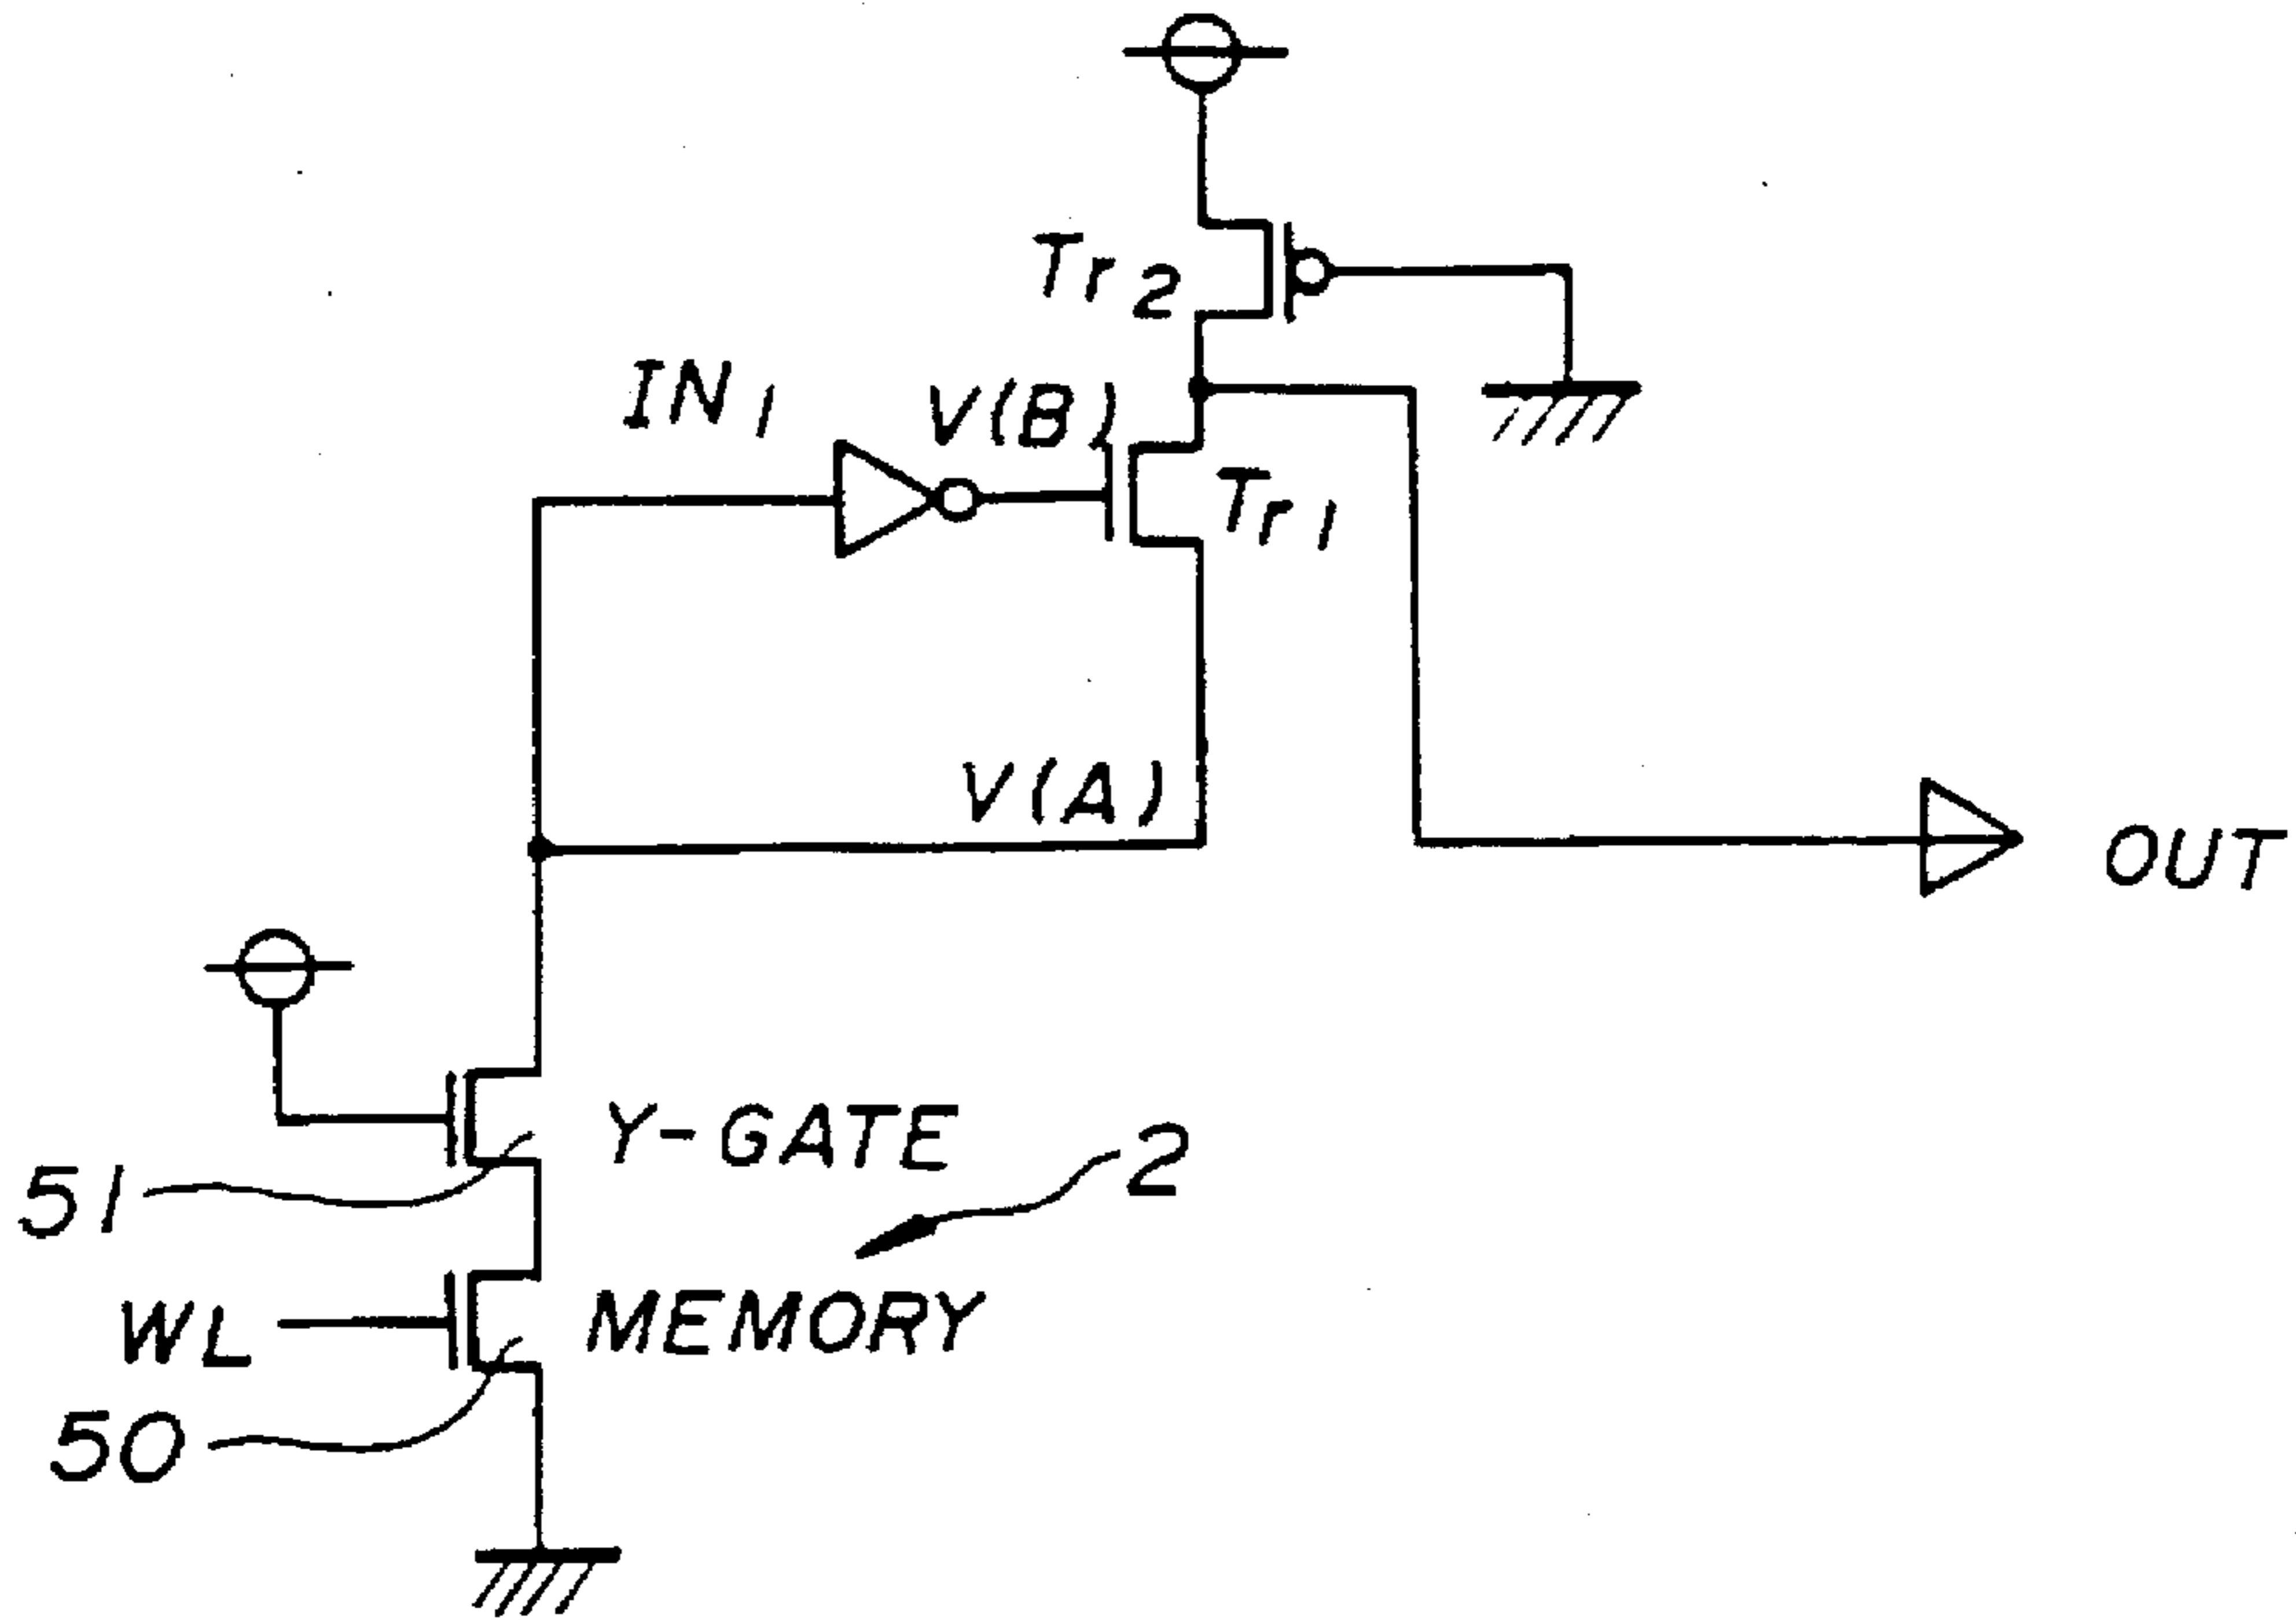 Tr2
IN1
V(B)
Tr1
V(A)
OUT
Y-GATE
2
51
WL
MEMORY
50